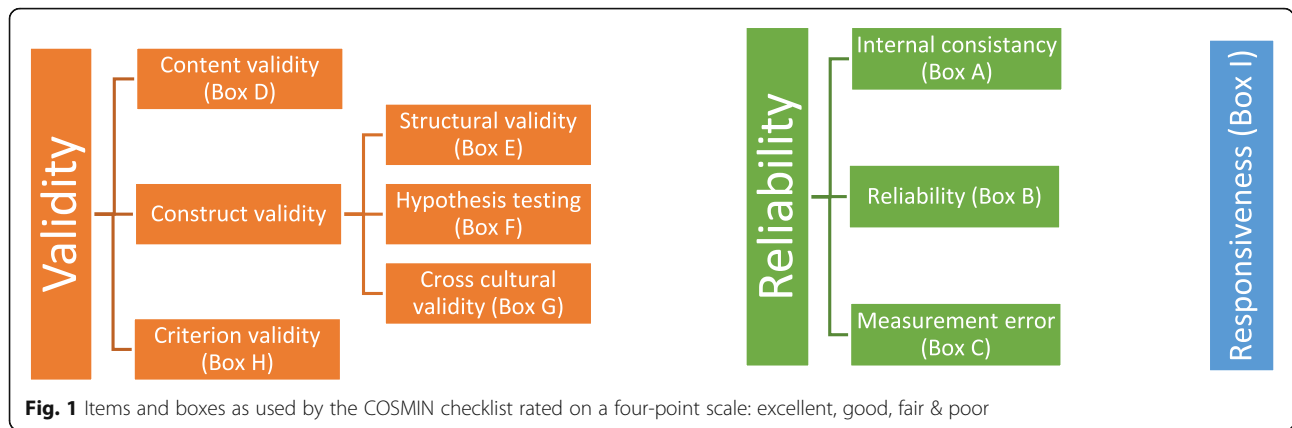 Validity
Content validity
(Box D)
Construct validity
Criterion validity
(Box H)
Structural validity
(Box E)
Hypothesis testing
(Box F)
Cross cultural
validity (Box G)
Reliability
Internal consistancy
(Box A)
Reliability (Box B)
Measurement error
(Box C)
Responsiveness (Box I)
Fig. 1 Items and boxes as used by the COSMIN checklist rated on a four-point scale: excellent, good, fair & poor